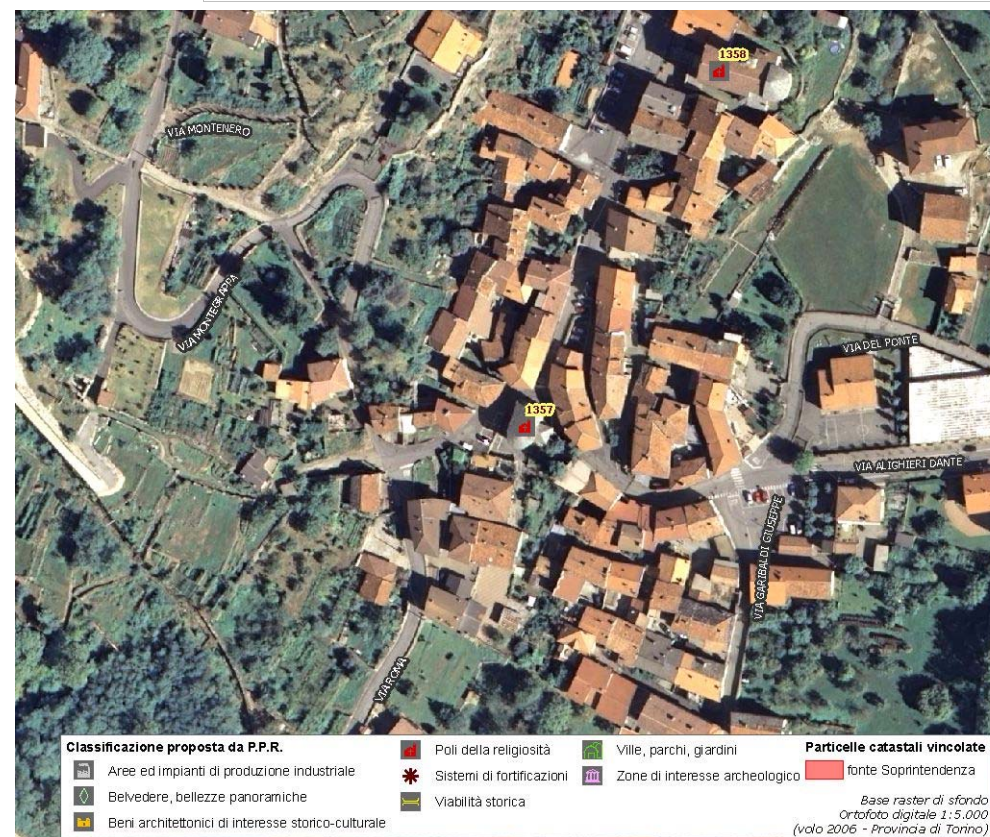 1358
VIA MONTENERO
VIA MONTEGRAPPA
VIA DEL PONTE
1357
VIA ALIGHIERI DANTE
VIA GARIBALDI GIUSEPPE
VIA ROMA
Classificazione proposta da P.P.R.
Aree ed impianti di produzione industriale
Belvedere, bellezze panoramiche
Beni architettonici di interesse storico-culturale
Poli della religiosità
Sistemi di fortificazioni
Viabilità storica
Ville, parchi, giardini
Zone di interesse archeologico
Particelle catastali vincolate
fonte Soprintendenza
Base raster di sfondo
Ortofoto digitale 1:5.000
(volo 2006 - Provincia di Torino)